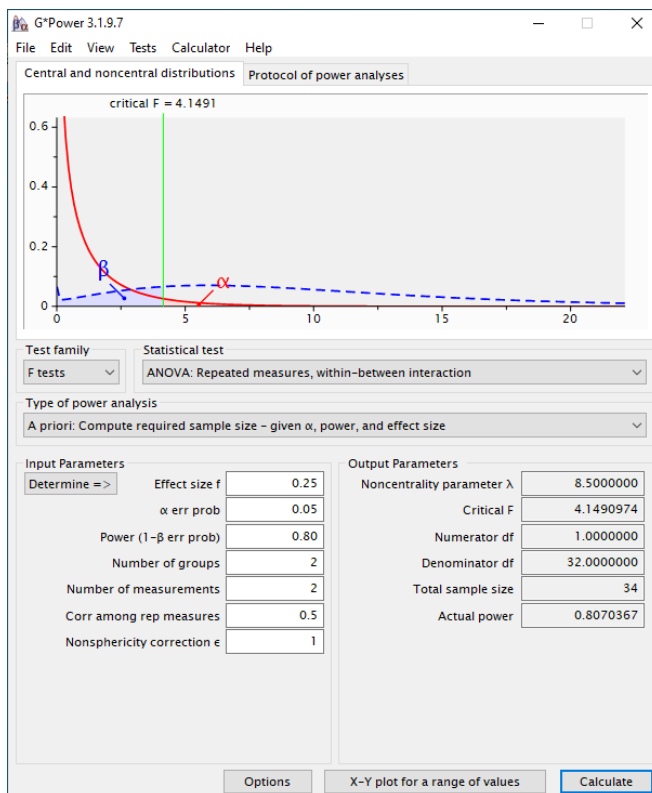 G*Power 3.1.9.7
File Edit View Tests Calculator Help
Central and noncentral distributions Protocol of power analyses
critical F = 4.1491
0.6
0.4
0.2
0
β
α
0 5 10 15 20
Test family Statistical test
F tests ANOVA: Repeated measures, within-between interaction
Type of power analysis
A priori: Compute required sample size - given α, power, and effect size
Input Parameters Output Parameters
Determine => Effect size f 0.25 Noncentrality parameter λ 8.5000000
α err prob 0.05 Critical F 4.1490974
Power (1-β err prob) 0.80 Numerator df 1.0000000
Number of groups 2 Denominator df 32.0000000
Number of measurements 2 Total sample size 34
Corr among rep measures 0.5 Actual power 0.8070367
Nonsphericity correction ϵ 1
Options X-Y plot for a range of values Calculate